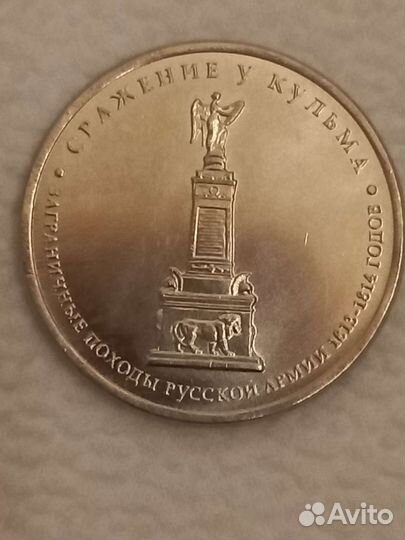 СРАЖЕНИЕ У КУЛЬМА
ЗАГРАНИЧНЫЕ ПОХОДЫ РУССКОЙ АРМИИ 1813-1814 ГОДОВ
Avito